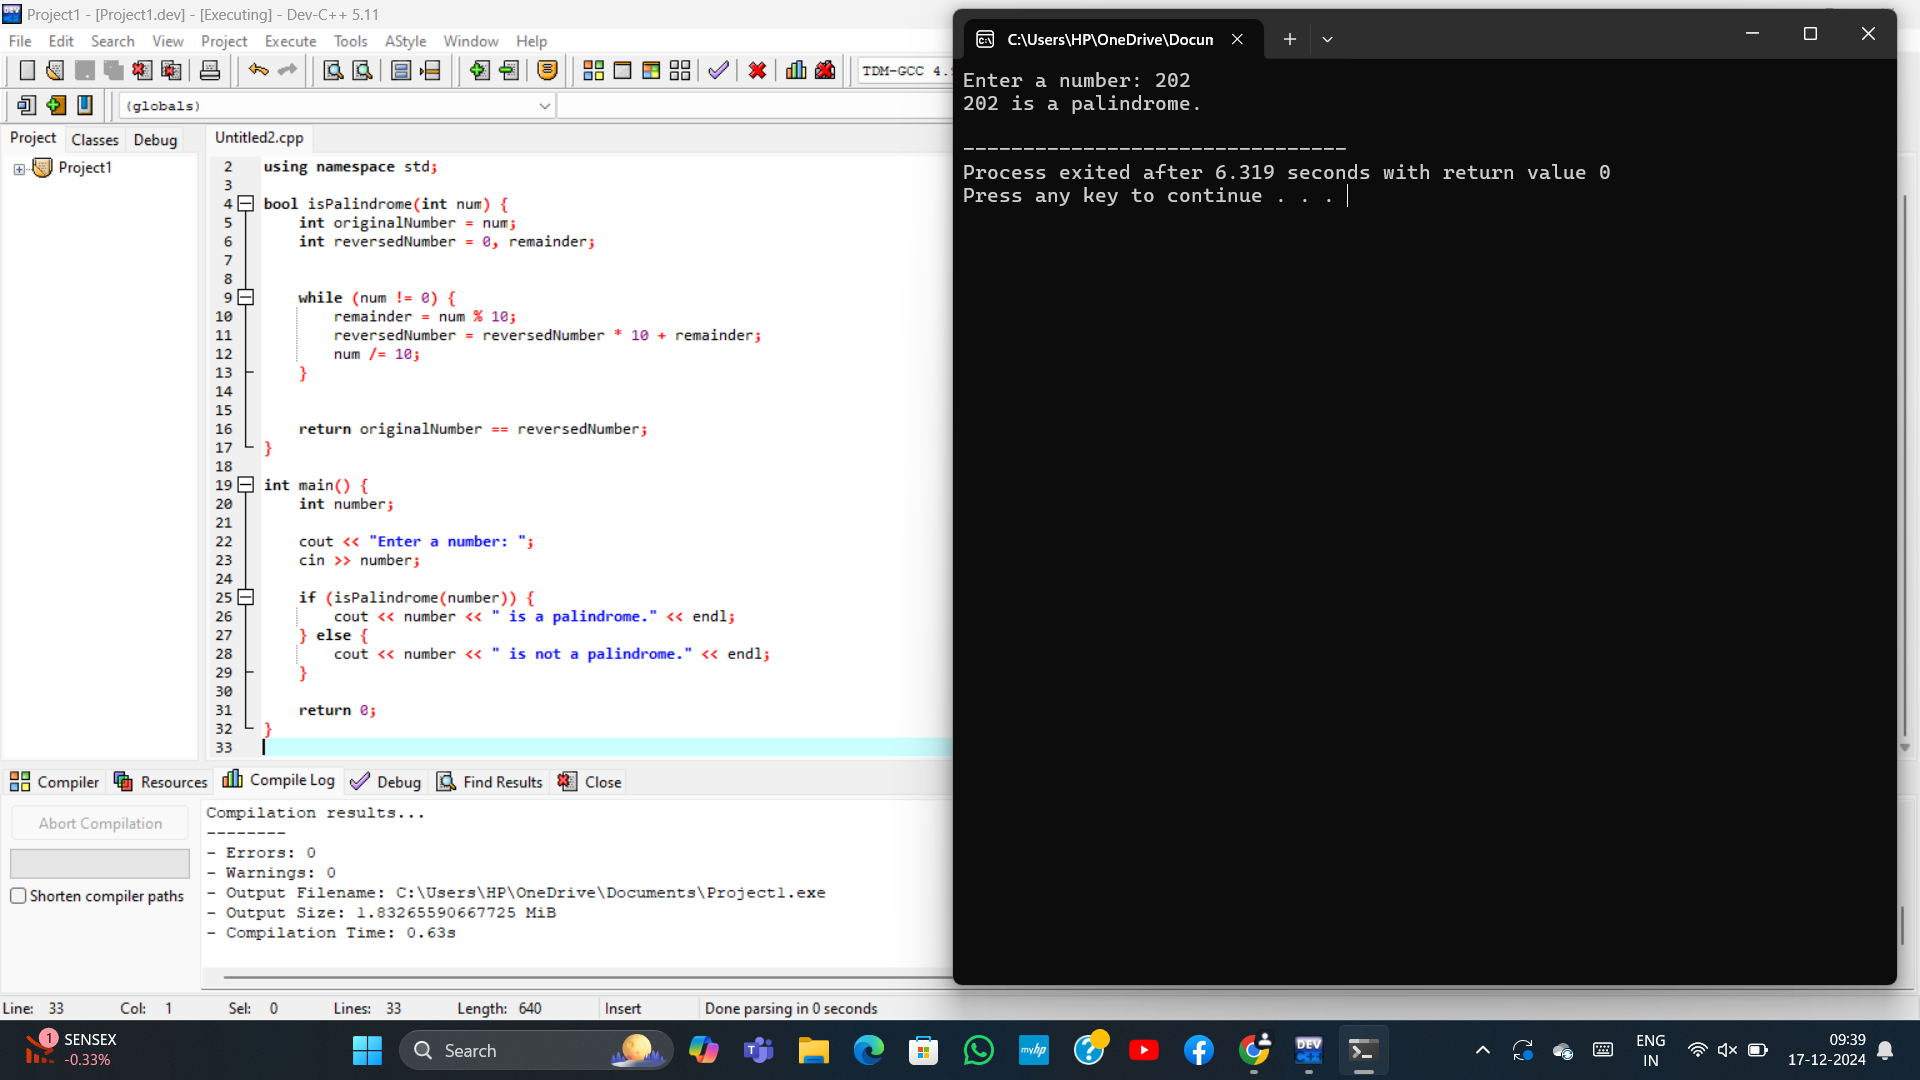 Project1 - [Project1.dev] - [Executing] - Dev-C++ 5.11
File Edit Search View Project Execute Tools AStyle Window Help
TDM-GCC 4.
(globals)
Project Classes Debug
Project1
Untitled2.cpp
2 using namespace std;
3
4 bool isPalindrome(int num) {
5 int originalNumber = num;
6 int reversedNumber = 0, remainder;
7
8
9 while (num != 0) {
10 remainder = num % 10;
11 reversedNumber = reversedNumber * 10 + remainder;
12 num /= 10;
13 }
14
15
16 return originalNumber == reversedNumber;
17 }
18
19 int main() {
20 int number;
21
22 cout << "Enter a number: ";
23 cin >> number;
24
25 if (isPalindrome(number)) {
26 cout << number << " is a palindrome." << endl;
27 } else {
28 cout << number << " is not a palindrome." << endl;
29 }
30
31 return 0;
32 }
33
Compiler Resources Compile Log Debug Find Results Close
Abort Compilation
Shorten compiler paths
Compilation results...
--------
- Errors: 0
- Warnings: 0
- Output Filename: C:\Users\HP\OneDrive\Documents\Project1.exe
- Output Size: 1.83265590667725 MiB
- Compilation Time: 0.63s
Line: 33 Col: 1 Sel: 0 Lines: 33 Length: 640 Insert Done parsing in 0 seconds
C:\Users\HP\OneDrive\Docun
Enter a number: 202
202 is a palindrome.
--------------------------------
Process exited after 6.319 seconds with return value 0
Press any key to continue . . .
1
SENSEX
-0.33%
Search
myhp
DEV
ENG
IN
09:39
17-12-2024